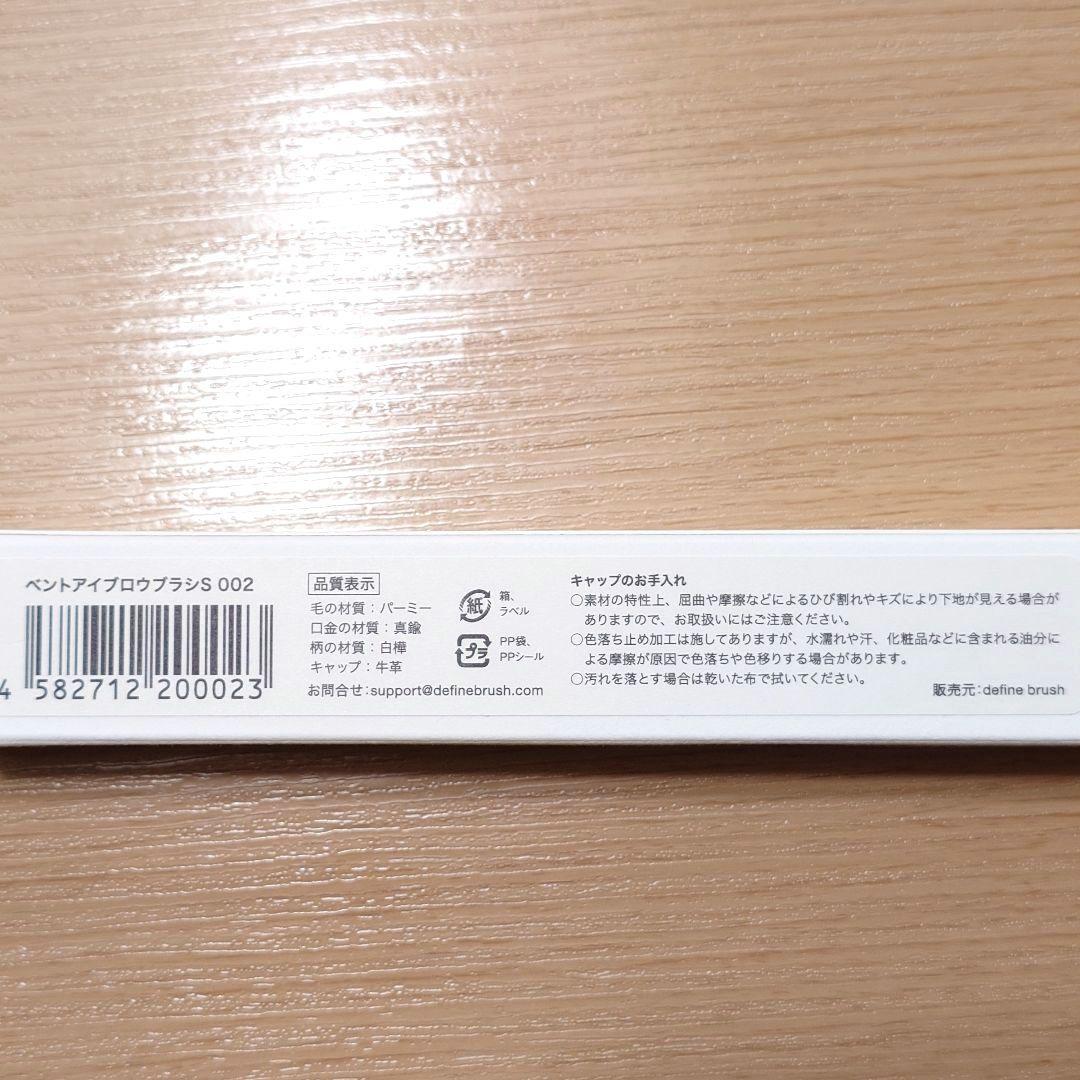 ベントアイブロウブラシS 002
4 582712 200023
品質表示
毛の材質：パーミー
口金の材質：真鍮
柄の材質：白樺
キャップ：牛革
お問合せ：support@definebrush.com
紙
箱、
ラベル
プラ
PP袋、
PPシール
キャップのお手入れ
○素材の特性上、屈曲や摩擦などによるひび割れやキズにより下地が見える場合が
ありますので、お取扱いにはご注意ください。
○色落ち止め加工は施してありますが、水濡れや汗、化粧品などに含まれる油分に
よる摩擦が原因で色落ちや色移りする場合があります。
○汚れを落とす場合は乾いた布で拭いてください。
販売元：define brush